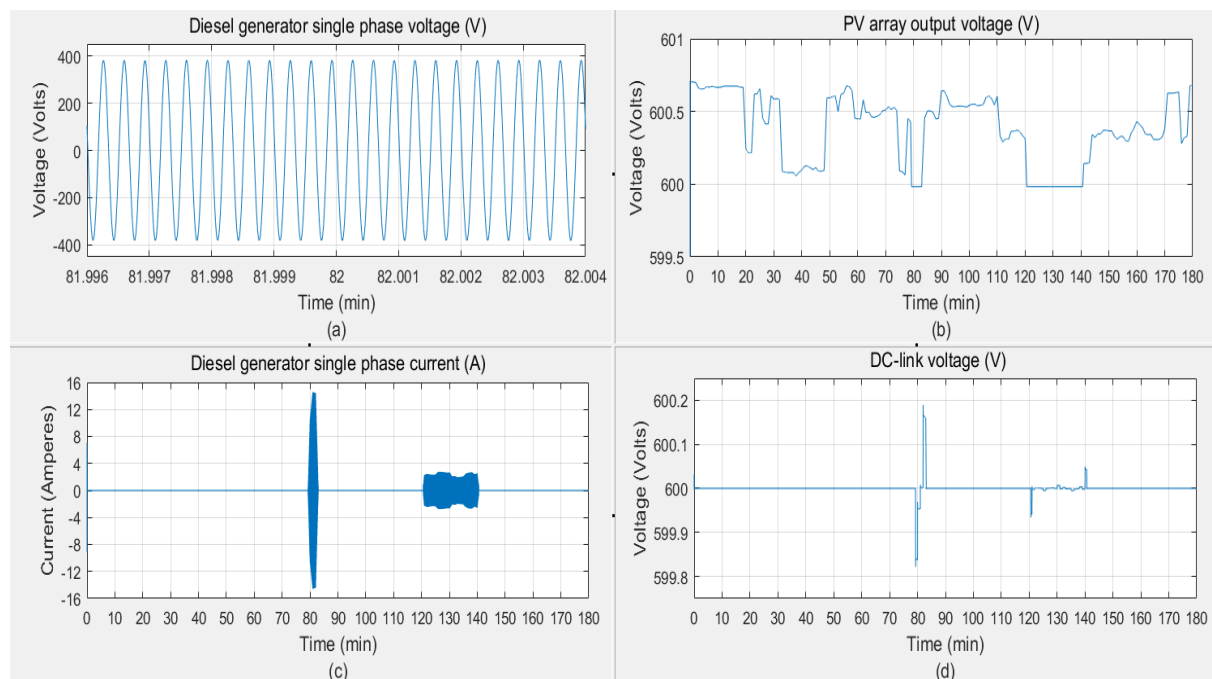 Diesel generator single phase voltage (V)
Voltage (Volts)
400
200
0
-200
-400
81.996 81.997 81.998 81.999 82 82.001 82.002 82.003 82.004
Time (min)
(a)
PV array output voltage (V)
Voltage (Volts)
601
600.5
600
599.5
0 10 20 30 40 50 60 70 80 90 100 110 120 130 140 150 160 170 180
Time (min)
(b)
Diesel generator single phase current (A)
Current (Amperes)
16
12
8
4
0
-4
-8
-12
-16
0 10 20 30 40 50 60 70 80 90 100 110 120 130 140 150 160 170 180
Time (min)
(c)
DC-link voltage (V)
Voltage (Volts)
600.2
600.1
600
599.9
599.8
0 10 20 30 40 50 60 70 80 90 100 110 120 130 140 150 160 170 180
Time (min)
(d)